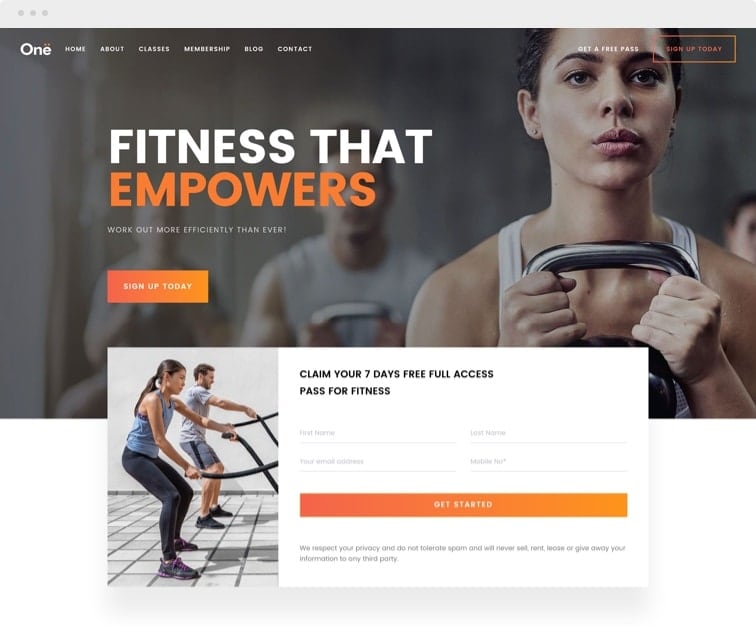 Onë
HOME ABOUT CLASSES MEMBERSHIP BLOG CONTACT
GET A FREE PASS SIGN UP TODAY
FITNESS THAT
EMPOWERS
WORK OUT MORE EFFICIENTLY THAN EVER!
SIGN UP TODAY
CLAIM YOUR 7 DAYS FREE FULL ACCESS
PASS FOR FITNESS
First Name Last Name
Your email address Mobile No*
GET STARTED
We respect your privacy and do not tolerate spam and will never sell, rent, lease or give away your
information to any third party.